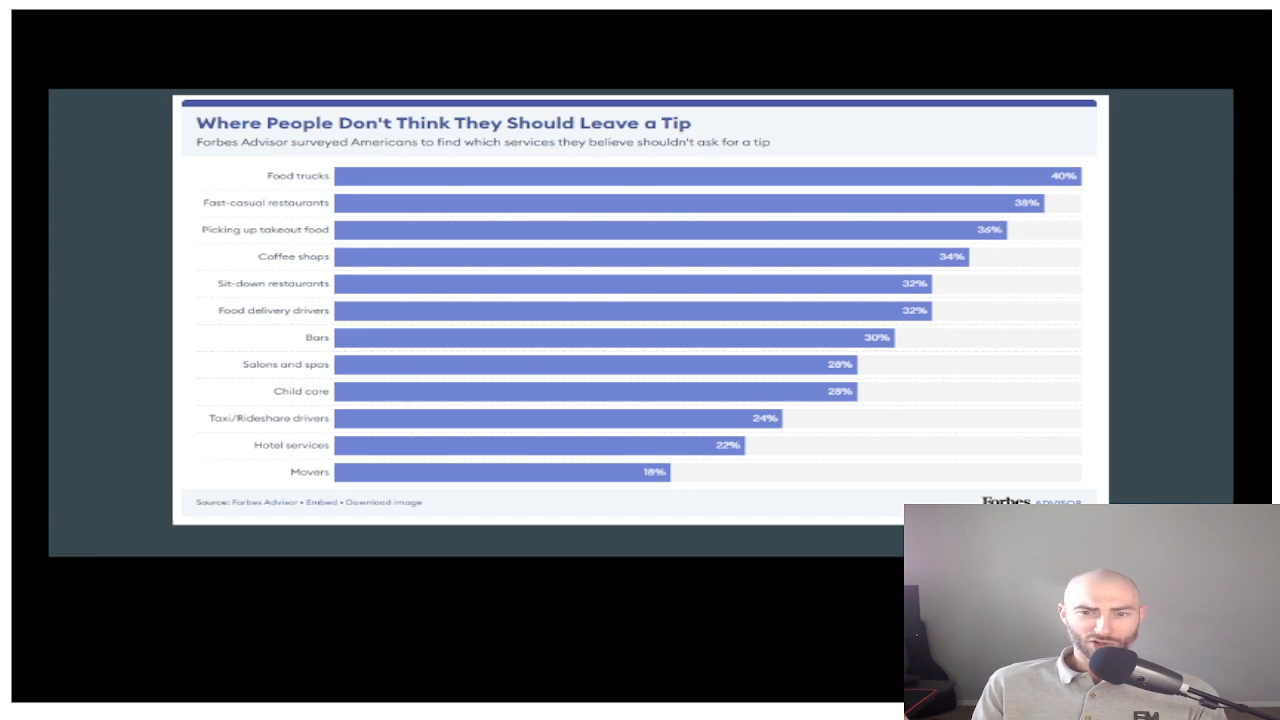 Where People Don't Think They Should Leave a Tip
Forbes Advisor surveyed Americans to find which services they believe shouldn't ask for a tip
Food trucks 40%
Fast-casual restaurants 38%
Picking up takeout food 36%
Coffee shops 34%
Sit-down restaurants 32%
Food delivery drivers 32%
Bars 30%
Salons and spas 28%
Child care 28%
Taxi/Rideshare drivers 24%
Hotel services 22%
Movers 18%
Source: Forbes Advisor • Embed • Download image
Forbes ADVISOR